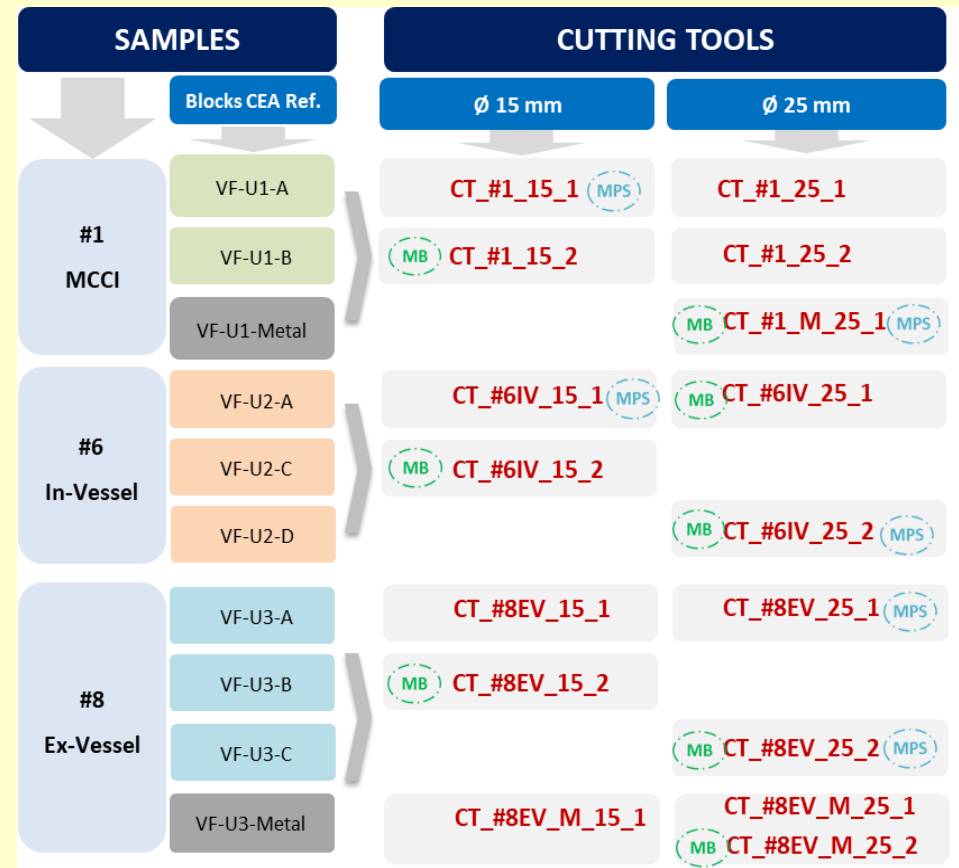 SAMPLES
CUTTING TOOLS
Blocks CEA Ref.
Ø 15 mm
Ø 25 mm
#1
MCCI
VF-U1-A
CT_#1_15_1 MPS
CT_#1_25_1
VF-U1-B
MB CT_#1_15_2
CT_#1_25_2
VF-U1-Metal
MB CT_#1_M_25_1 MPS
#6
In-Vessel
VF-U2-A
CT_#6IV_15_1 MPS
MB CT_#6IV_25_1
VF-U2-C
MB CT_#6IV_15_2
VF-U2-D
MB CT_#6IV_25_2 MPS
#8
Ex-Vessel
VF-U3-A
CT_#8EV_15_1
CT_#8EV_25_1 MPS
VF-U3-B
MB CT_#8EV_15_2
VF-U3-C
MB CT_#8EV_25_2 MPS
VF-U3-Metal
CT_#8EV_M_15_1
CT_#8EV_M_25_1
MB CT_#8EV_M_25_2